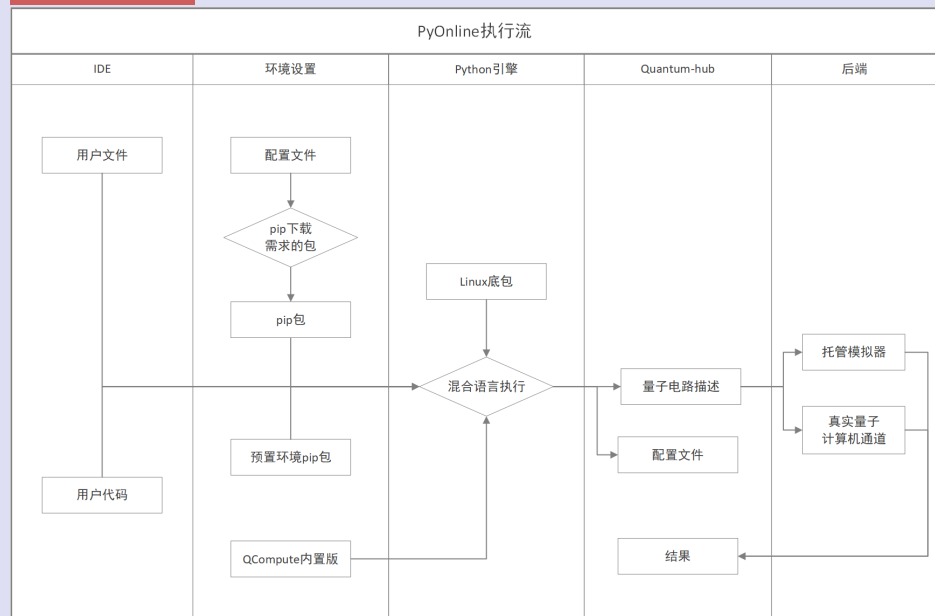 PyOnline执行流
IDE
环境设置
Python引擎
Quantum-hub
后端
用户文件
配置文件
pip下载
需求的包
Linux底包
pip包
托管模拟器
混合语言执行
量子电路描述
真实量子
计算机通道
预置环境pip包
配置文件
用户代码
QCompute内置版
结果